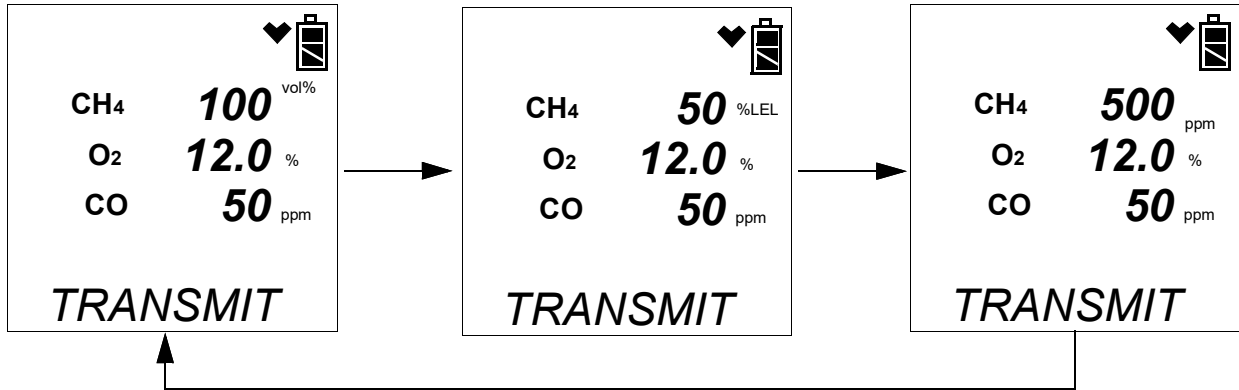 CH4 100 vol%
O2 12.0 %
CO 50 ppm
TRANSMIT
CH4 50 %LEL
O2 12.0 %
CO 50 ppm
TRANSMIT
CH4 500 ppm
O2 12.0 %
CO 50 ppm
TRANSMIT